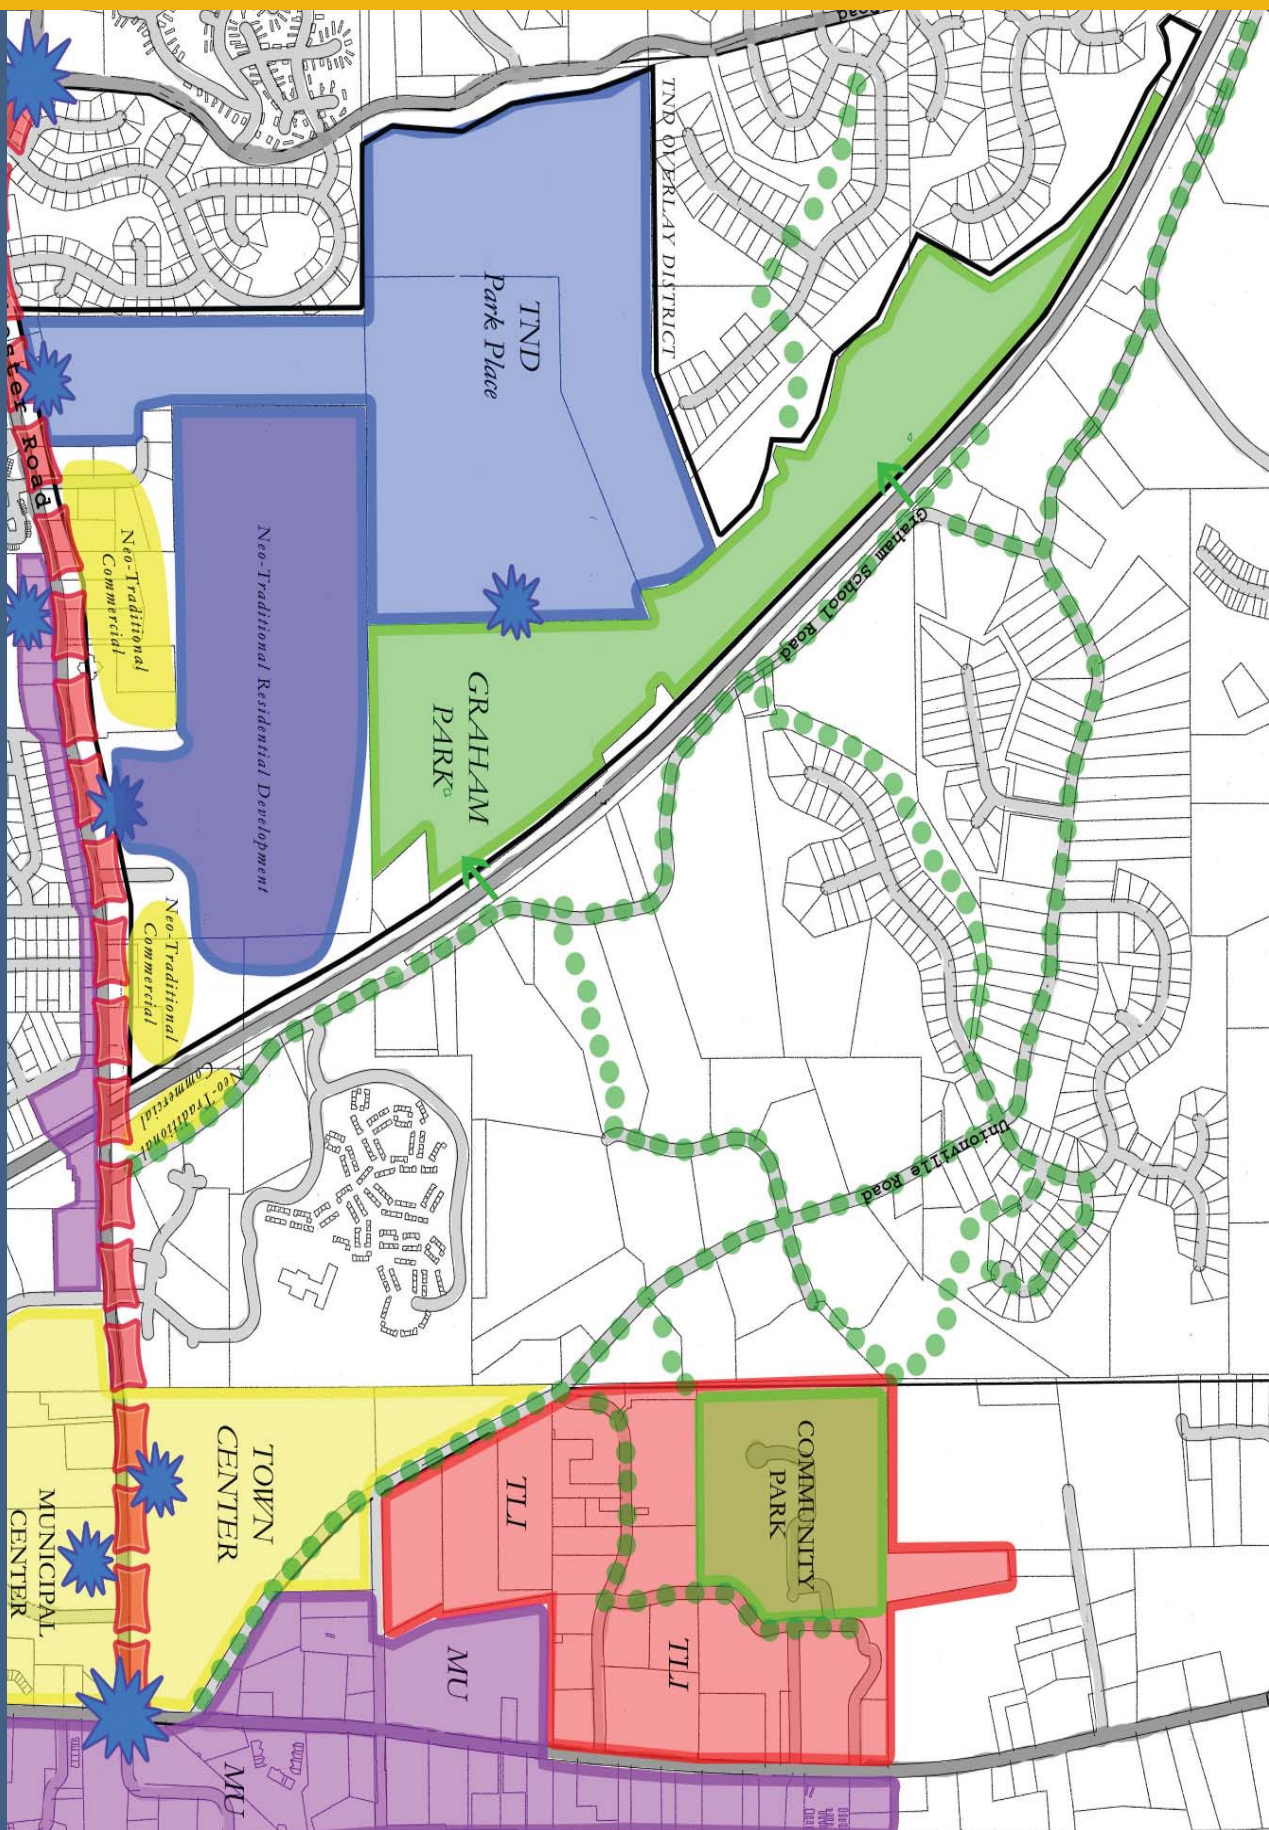 Road
TND OVERLAY DISTRICT
TND
Park Place
Road
Neo-Traditional
Commercial
Neo-Traditional Residential Development
GRAHAM
PARK
Graham School Road
Neo-Traditional
Commercial
Neo-Traditional
Commercial
Unionville Road
TOWN
CENTER
MUNICIPAL
CENTER
TLI
COMMUNITY
PARK
TLI
MU
MU